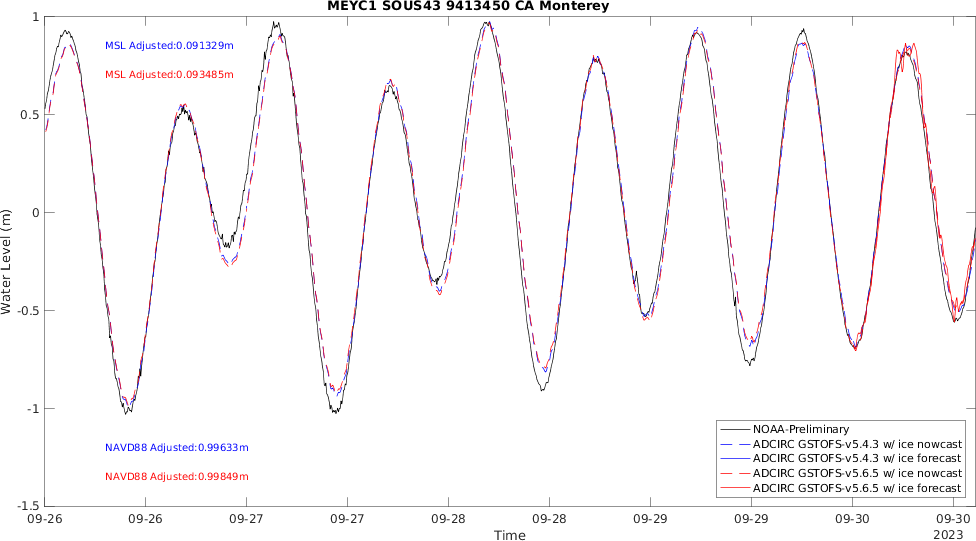 MEYC1 SOUS43 9413450 CA Monterey
MSL Adjusted:0.091329m
MSL Adjusted:0.093485m
1
0.5
0
-0.5
-1
-1.5
Water Level (m)
NAVD88 Adjusted:0.99633m
NAVD88 Adjusted:0.99849m
NOAA-Preliminary
ADCIRC GSTOFS-v5.4.3 w/ ice nowcast
ADCIRC GSTOFS-v5.4.3 w/ ice forecast
ADCIRC GSTOFS-v5.6.5 w/ ice nowcast
ADCIRC GSTOFS-v5.6.5 w/ ice forecast
09-26 09-26 09-27 09-27 09-28 09-28 09-29 09-29 09-30
2023
Time